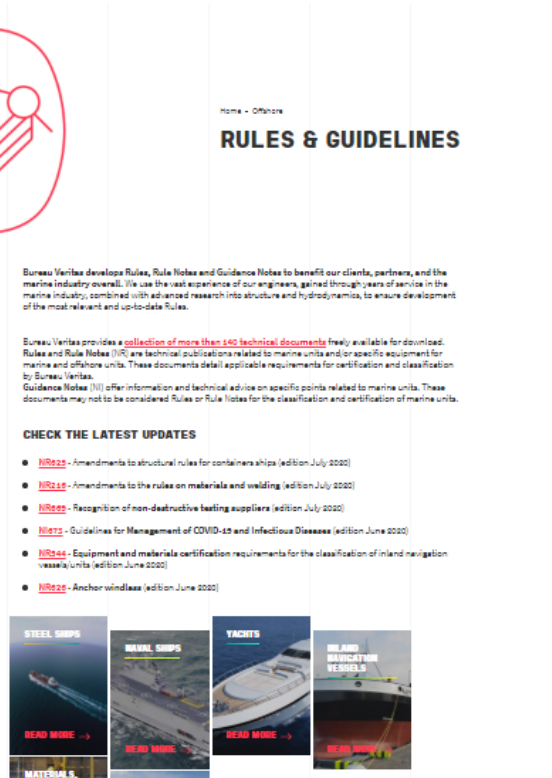 Home - Offshore
RULES & GUIDELINES
Bureau Veritas develops Rules, Rule Notes and Guidance Notes to benefit our clients, partners, and the
marine industry overall. We use the vast experience of our engineers, gained through years of service in the
marine industry, combined with advanced research into structure and hydrodynamics, to ensure development
of the most relevant and up-to-date Rules.
Bureau Veritas provides a collection of more than 140 technical documents freely available for download.
Rules and Rule Notes (NR) are technical publications related to marine units and/or specific equipment for
marine and offshore units. These documents detail applicable requirements for certification and classification
by Bureau Veritas.
Guidance Notes (NI) offer information and technical advice on specific points related to marine units. These
documents may not to be considered Rules or Rule Notes for the classification and certification of marine units.
CHECK THE LATEST UPDATES
NR625 - Amendments to structural rules for containers ships (edition July 2020)
NR216 - Amendments to the rules on materials and welding (edition July 2020)
NR669 - Recognition of non-destructive testing suppliers (edition July 2020)
NI673 - Guidelines for Management of COVID-19 and Infectious Diseases (edition June 2020)
NR544 - Equipment and materials certification requirements for the classification of inland navigation
vessels/units (edition June 2020)
NR626 - Anchor windlass (edition June 2020)
STEEL SHIPS
NAVAL SHIPS
YACHTS
INLAND
NAVIGATION
VESSELS
READ MORE
READ MORE
READ MORE
READ MORE
MATERIALS,